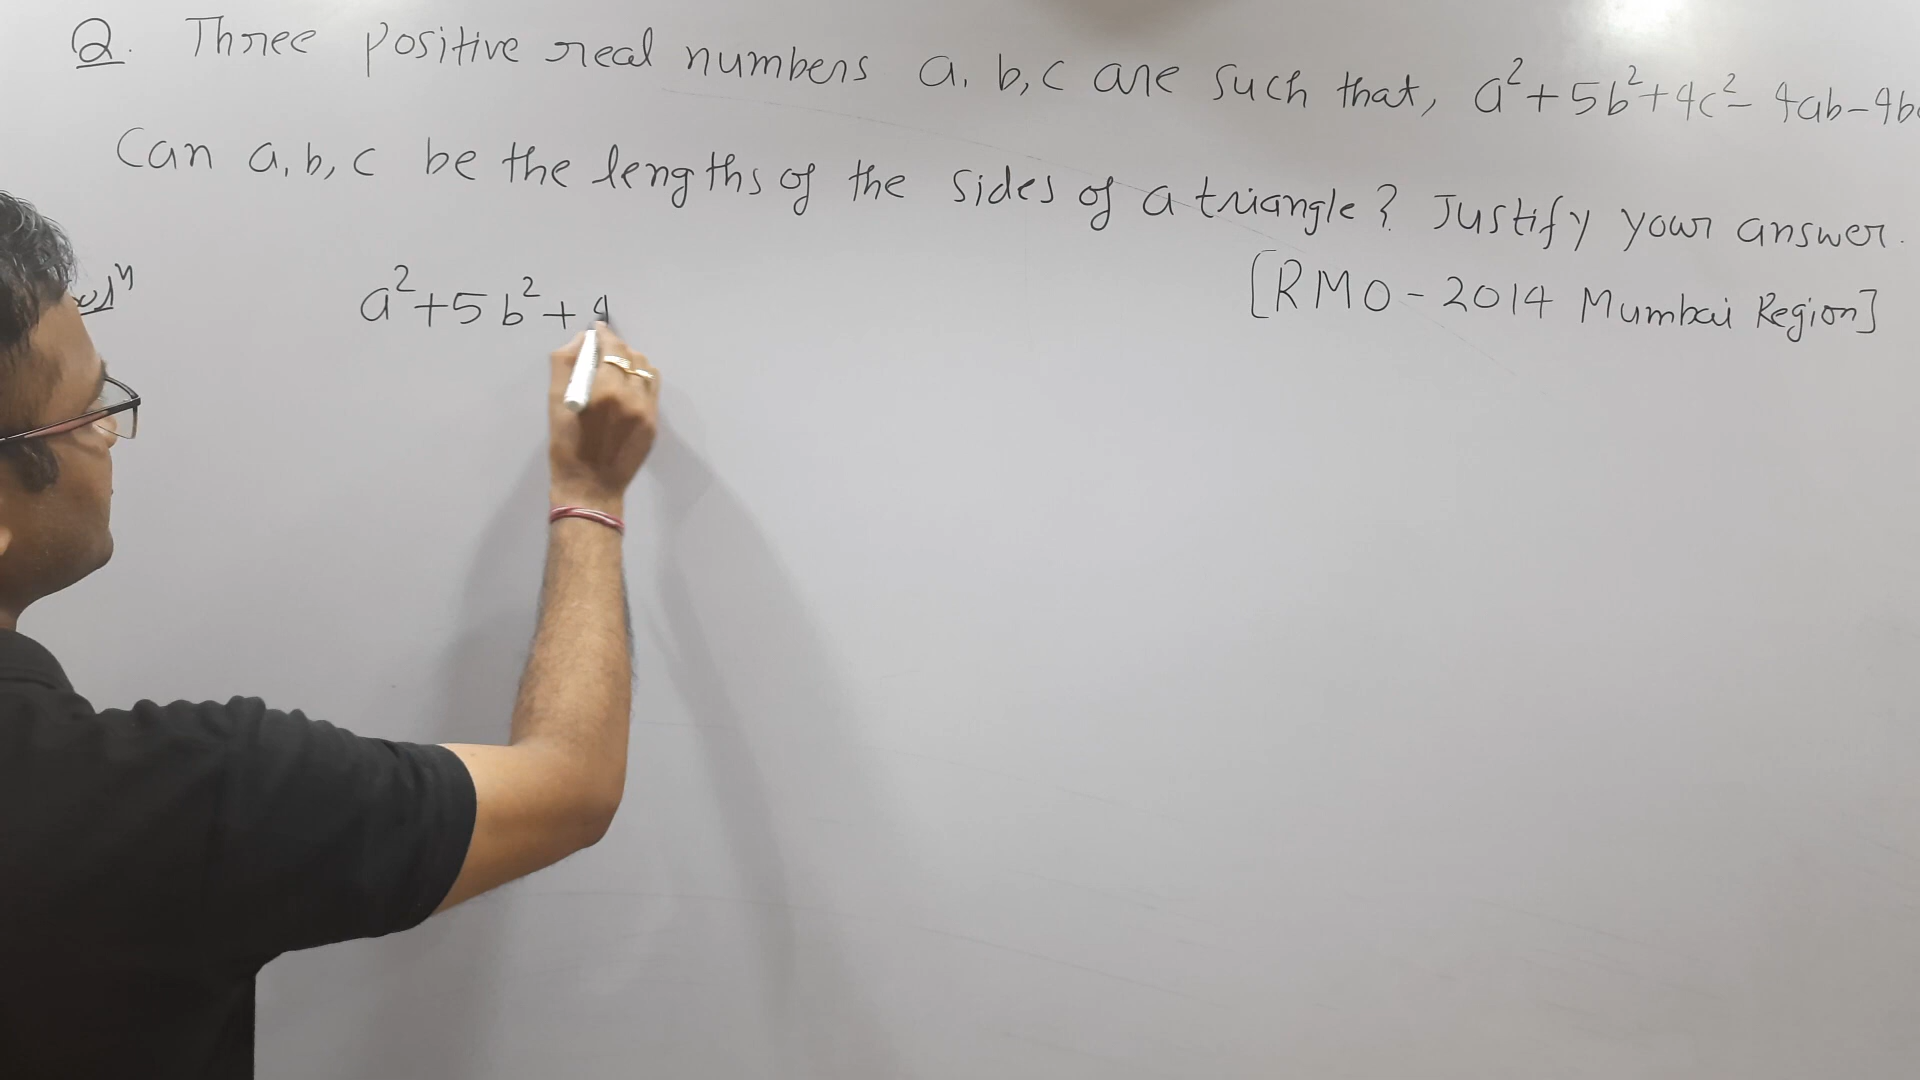 Q. Three positive real numbers a, b, c are such that, a²+5b²+4c²-4ab-4b
Can a, b, c be the lengths of the sides of a triangle? Justify your answer.
[RMO-2014 Mumbai Region]
a²+5b²+4